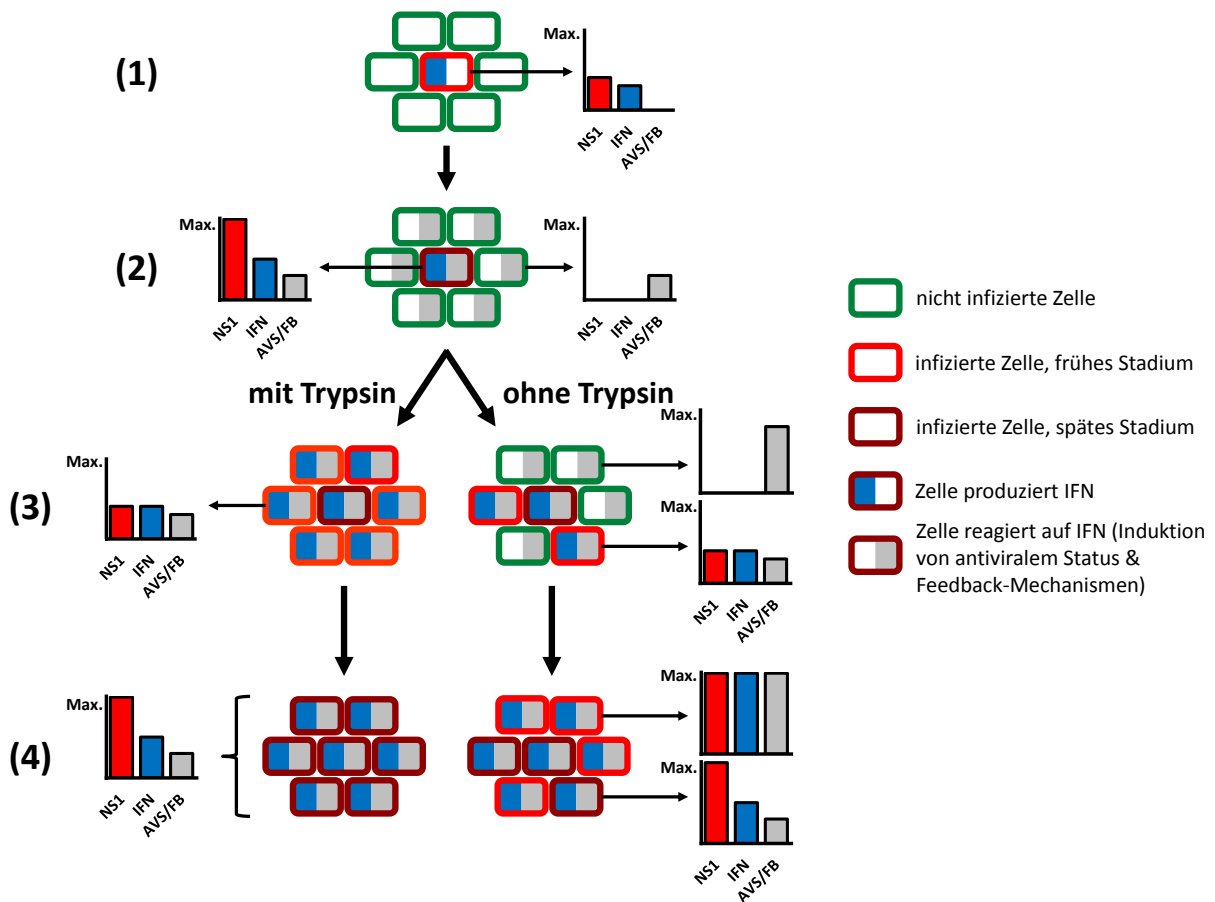 (1)
Max.
NS1
IFN
AVS/FB
(2)
Max.
NS1
IFN
AVS/FB
Max.
NS1
IFN
AVS/FB
nicht infizierte Zelle
infizierte Zelle, frühes Stadium
infizierte Zelle, spätes Stadium
Zelle produziert IFN
Zelle reagiert auf IFN (Induktion
von antiviralem Status &
Feedback-Mechanismen)
mit Trypsin
ohne Trypsin
(3)
Max.
NS1
IFN
AVS/FB
Max.
Max.
NS1
IFN
AVS/FB
(4)
Max.
NS1
IFN
AVS/FB
Max.
Max.
NS1
IFN
AVS/FB